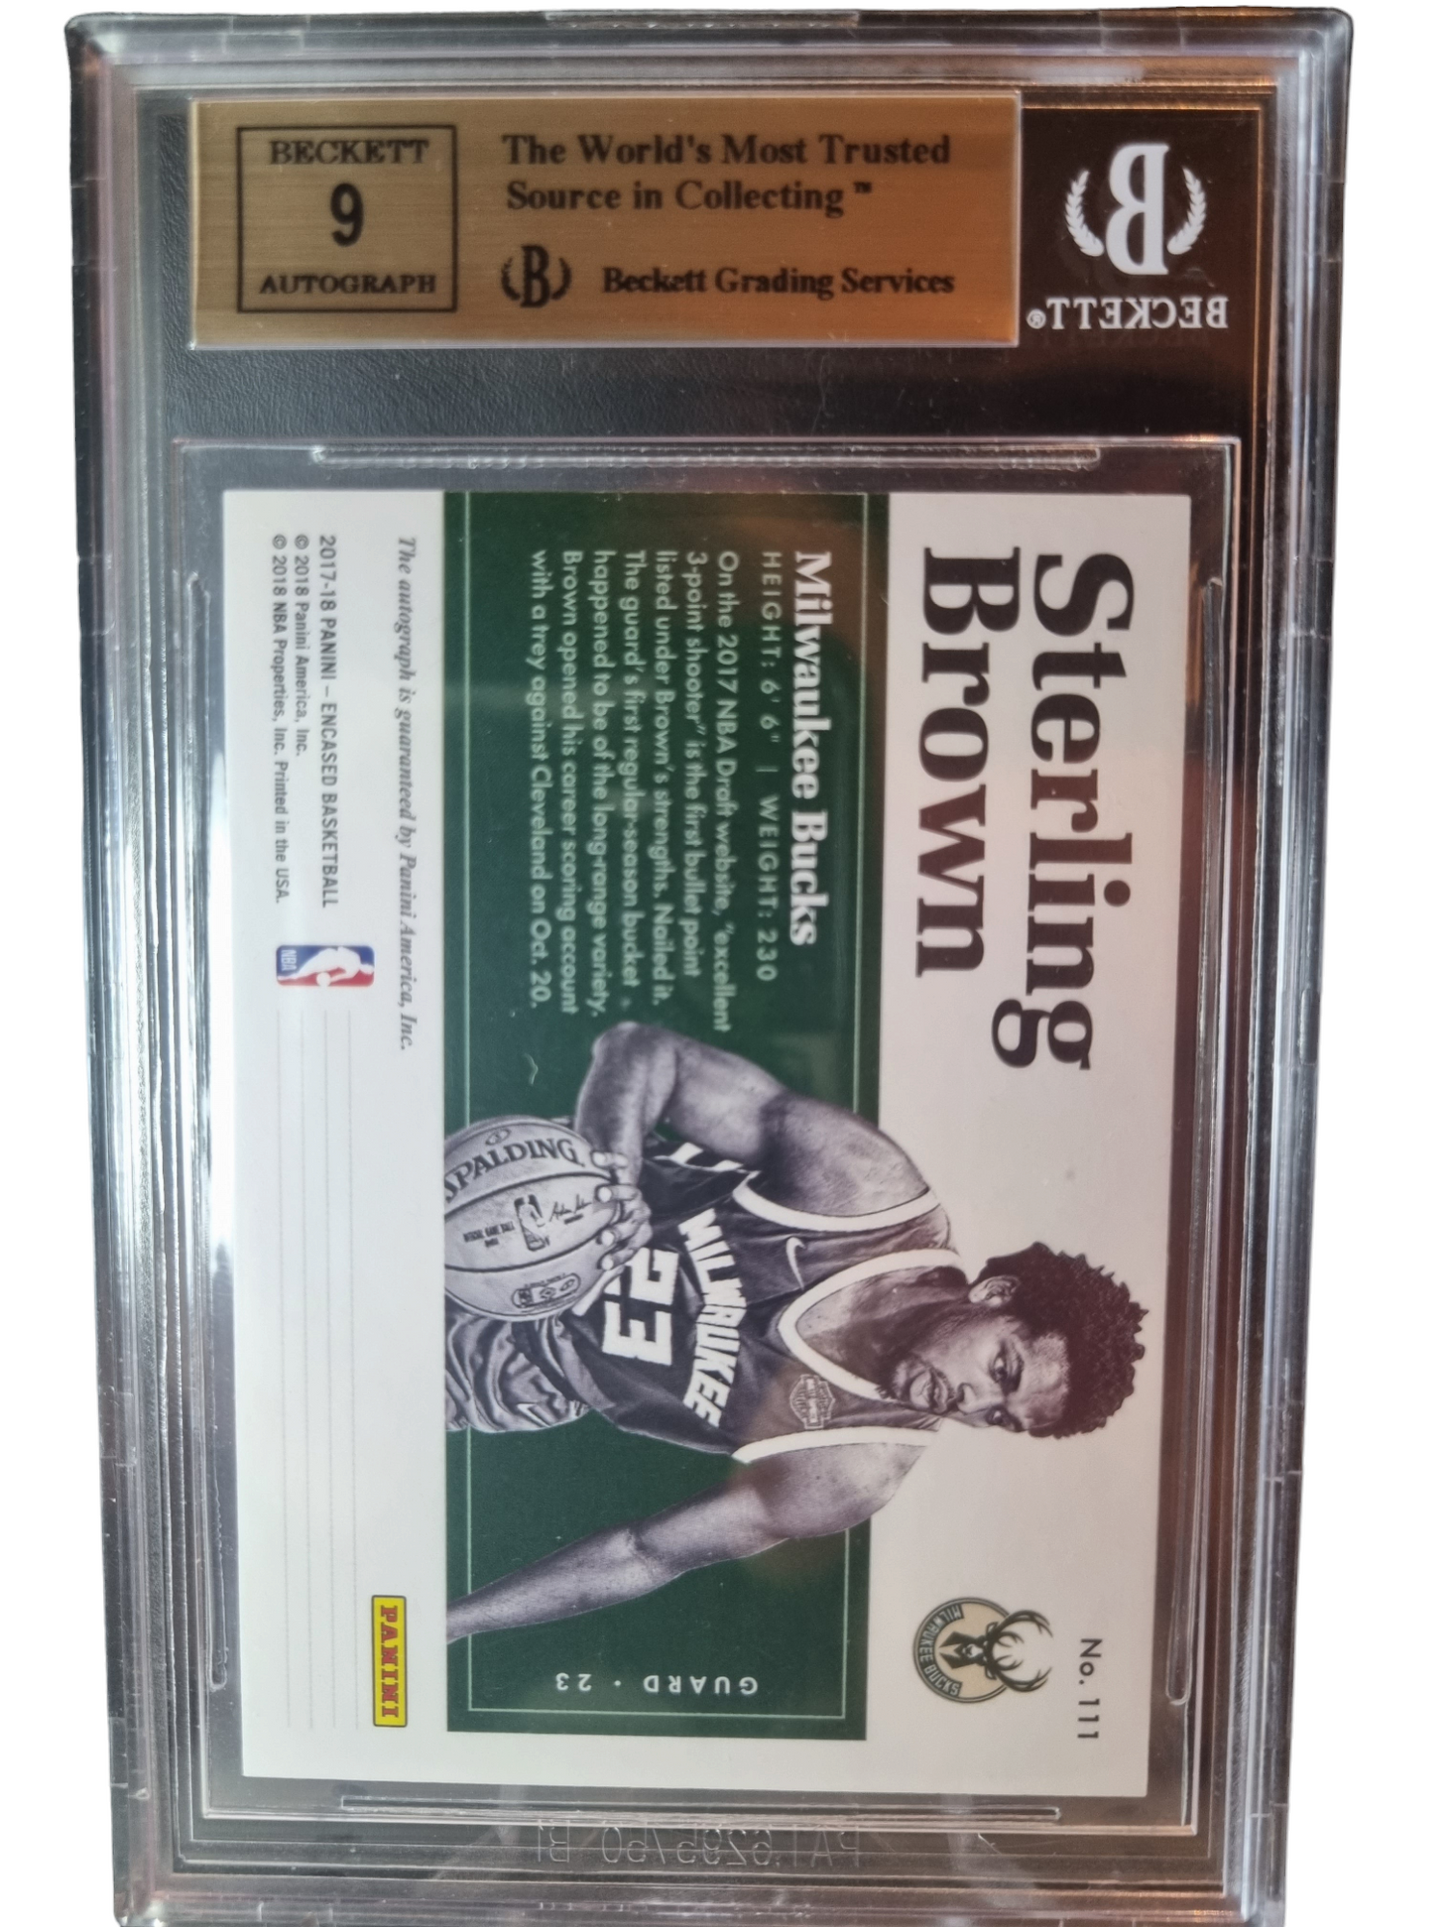 BECKETT
9
AUTOGRAPH
The World's Most Trusted
Source in Collecting™
B
Beckett Grading Services
B
BECKETT®
Sterling
Brown
No. 111
MILWAUKEE BUCKS
Milwaukee Bucks
HEIGHT: 6' 6" | WEIGHT: 230
On the 2017 NBA Draft website, "excellent
3-point shooter" is the first bullet point
listed under Brown's strengths. Nailed it.
The guard's first regular-season bucket
happened to be of the long-range variety.
Brown opened his career scoring account
with a trey against Cleveland on Oct. 20.
GUARD • 23
MILWAUKEE
23
SPALDING
The autograph is guaranteed by Panini America, Inc.
2017-18 PANINI – ENCASED BASKETBALL
© 2018 Panini America, Inc.
© 2018 NBA Properties, Inc. Printed in the USA.
NBA
PANINI